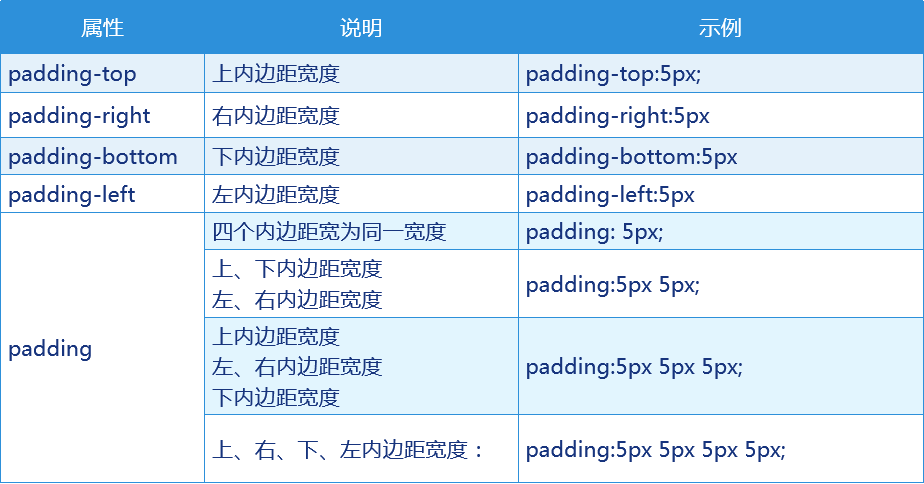 属性 说明 示例
padding-top 上内边距宽度 padding-top:5px;
padding-right 右内边距宽度 padding-right:5px
padding-bottom 下内边距宽度 padding-bottom:5px
padding-left 左内边距宽度 padding-left:5px
padding
四个内边距宽为同一宽度 padding: 5px;
上、下内边距宽度
左、右内边距宽度
padding:5px 5px;
上内边距宽度
左、右内边距宽度
下内边距宽度
padding:5px 5px 5px;
上、右、下、左内边距宽度： padding:5px 5px 5px 5px;